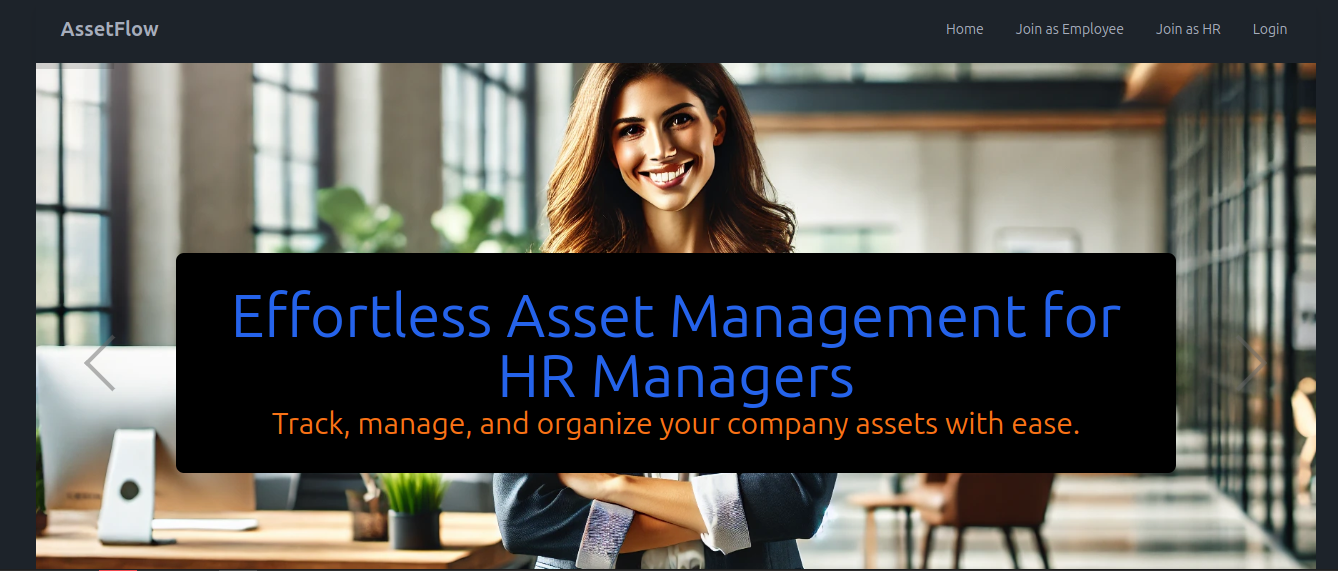 AssetFlow
Home Join as Employee Join as HR Login
Effortless Asset Management for
HR Managers
Track, manage, and organize your company assets with ease.